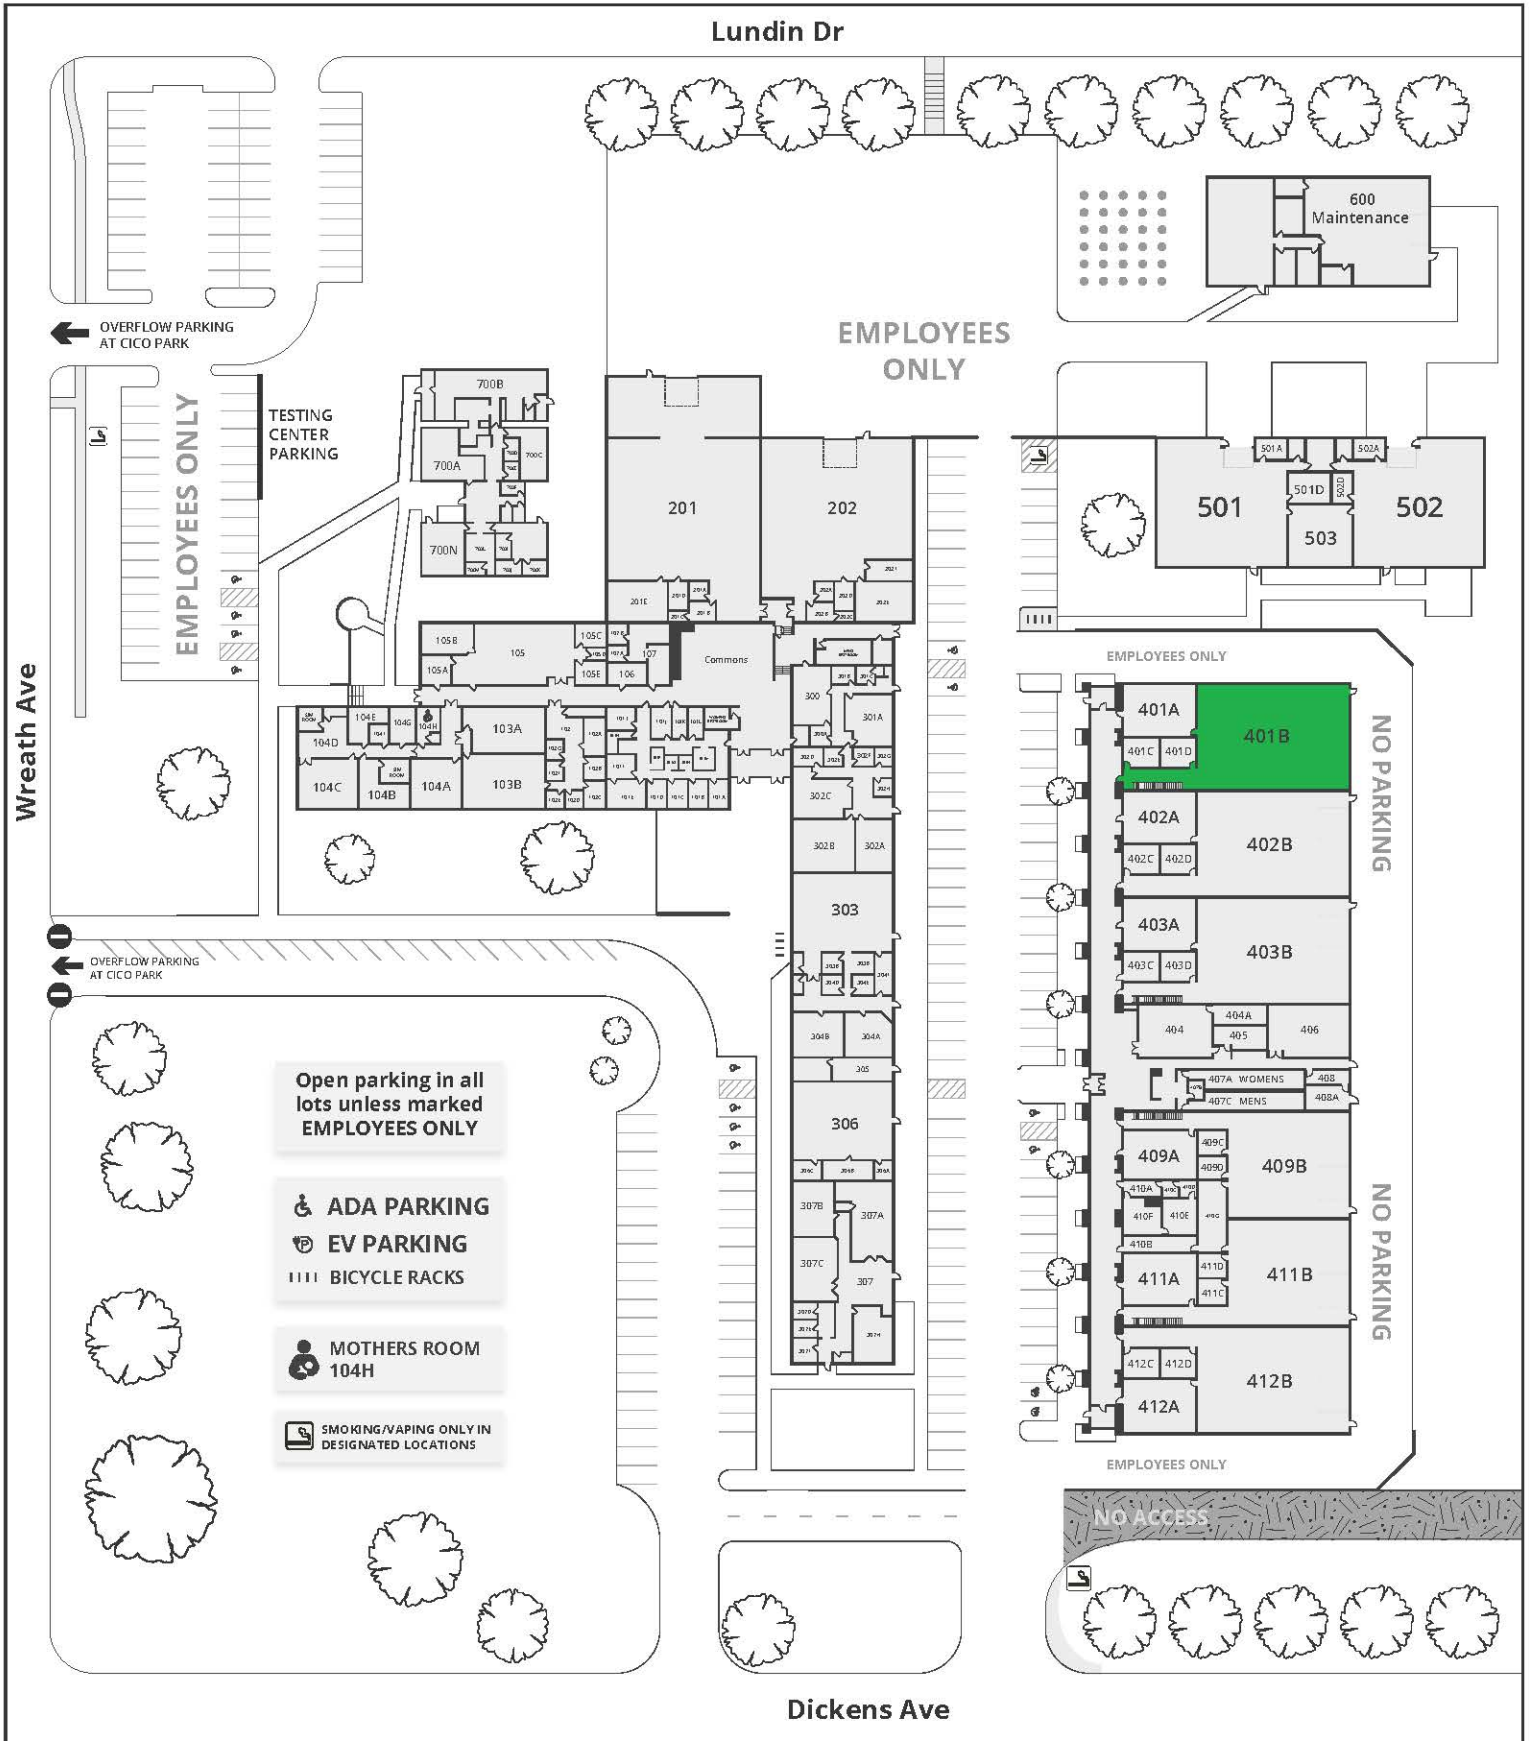 Lundin Dr
600
Maintenance
OVERFLOW PARKING
AT CICO PARK
EMPLOYEES
ONLY
EMPLOYEES ONLY
TESTING
CENTER
PARKING
700B
700A
700C
700N
201
202
201E
501A
502A
501
501D
502D
502
503
EMPLOYEES ONLY
105B
105
105C
105A
105E
107
106
Commons
300
301A
104E
104G
104H
104D
103A
104C
104B
104A
103B
302C
302B
302A
303
304B
304A
305
306
307B
307A
307C
307
401A
401B
401C
401D
NO PARKING
402A
402B
402C
402D
403A
403B
403C
403D
404
404A
405
406
407A WOMENS
408
407C MENS
408A
409A
409C
409D
409B
410A
410F
410E
410B
411A
411D
411C
411B
NO PARKING
412C
412D
412A
412B
EMPLOYEES ONLY
Wreath Ave
OVERFLOW PARKING
AT CICO PARK
Open parking in all
lots unless marked
EMPLOYEES ONLY
ADA PARKING
EV PARKING
BICYCLE RACKS
MOTHERS ROOM
104H
SMOKING/VAPING ONLY IN
DESIGNATED LOCATIONS
NO ACCESS
Dickens Ave